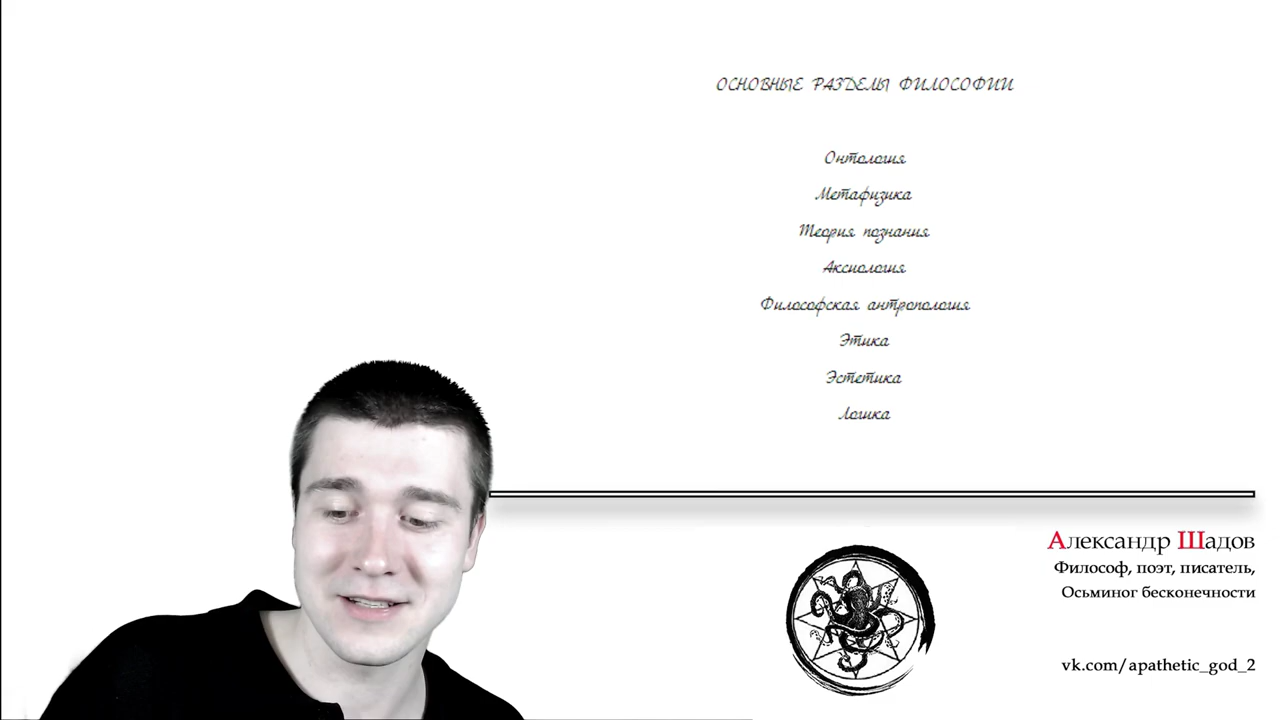 ОСНОВНЫЕ РАЗДЕЛЫ ФИЛОСОФИИ
Онтология
Метафизика
Теория познания
Аксиология
Философская антропология
Этика
Эстетика
Логика
Александр Шадов
Философ, поэт, писатель,
Осьминог бесконечности
vk.com/apathetic_god_2